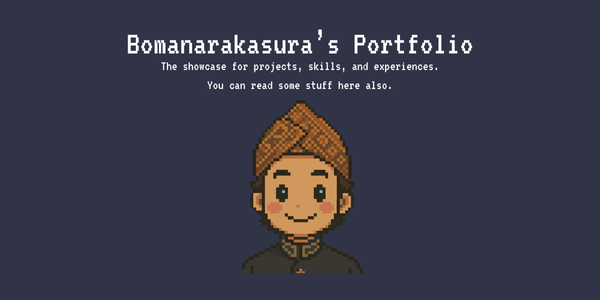 Bomanarakasura's Portfolio
The showcase for projects, skills, and experiences.
You can read some stuff here also.